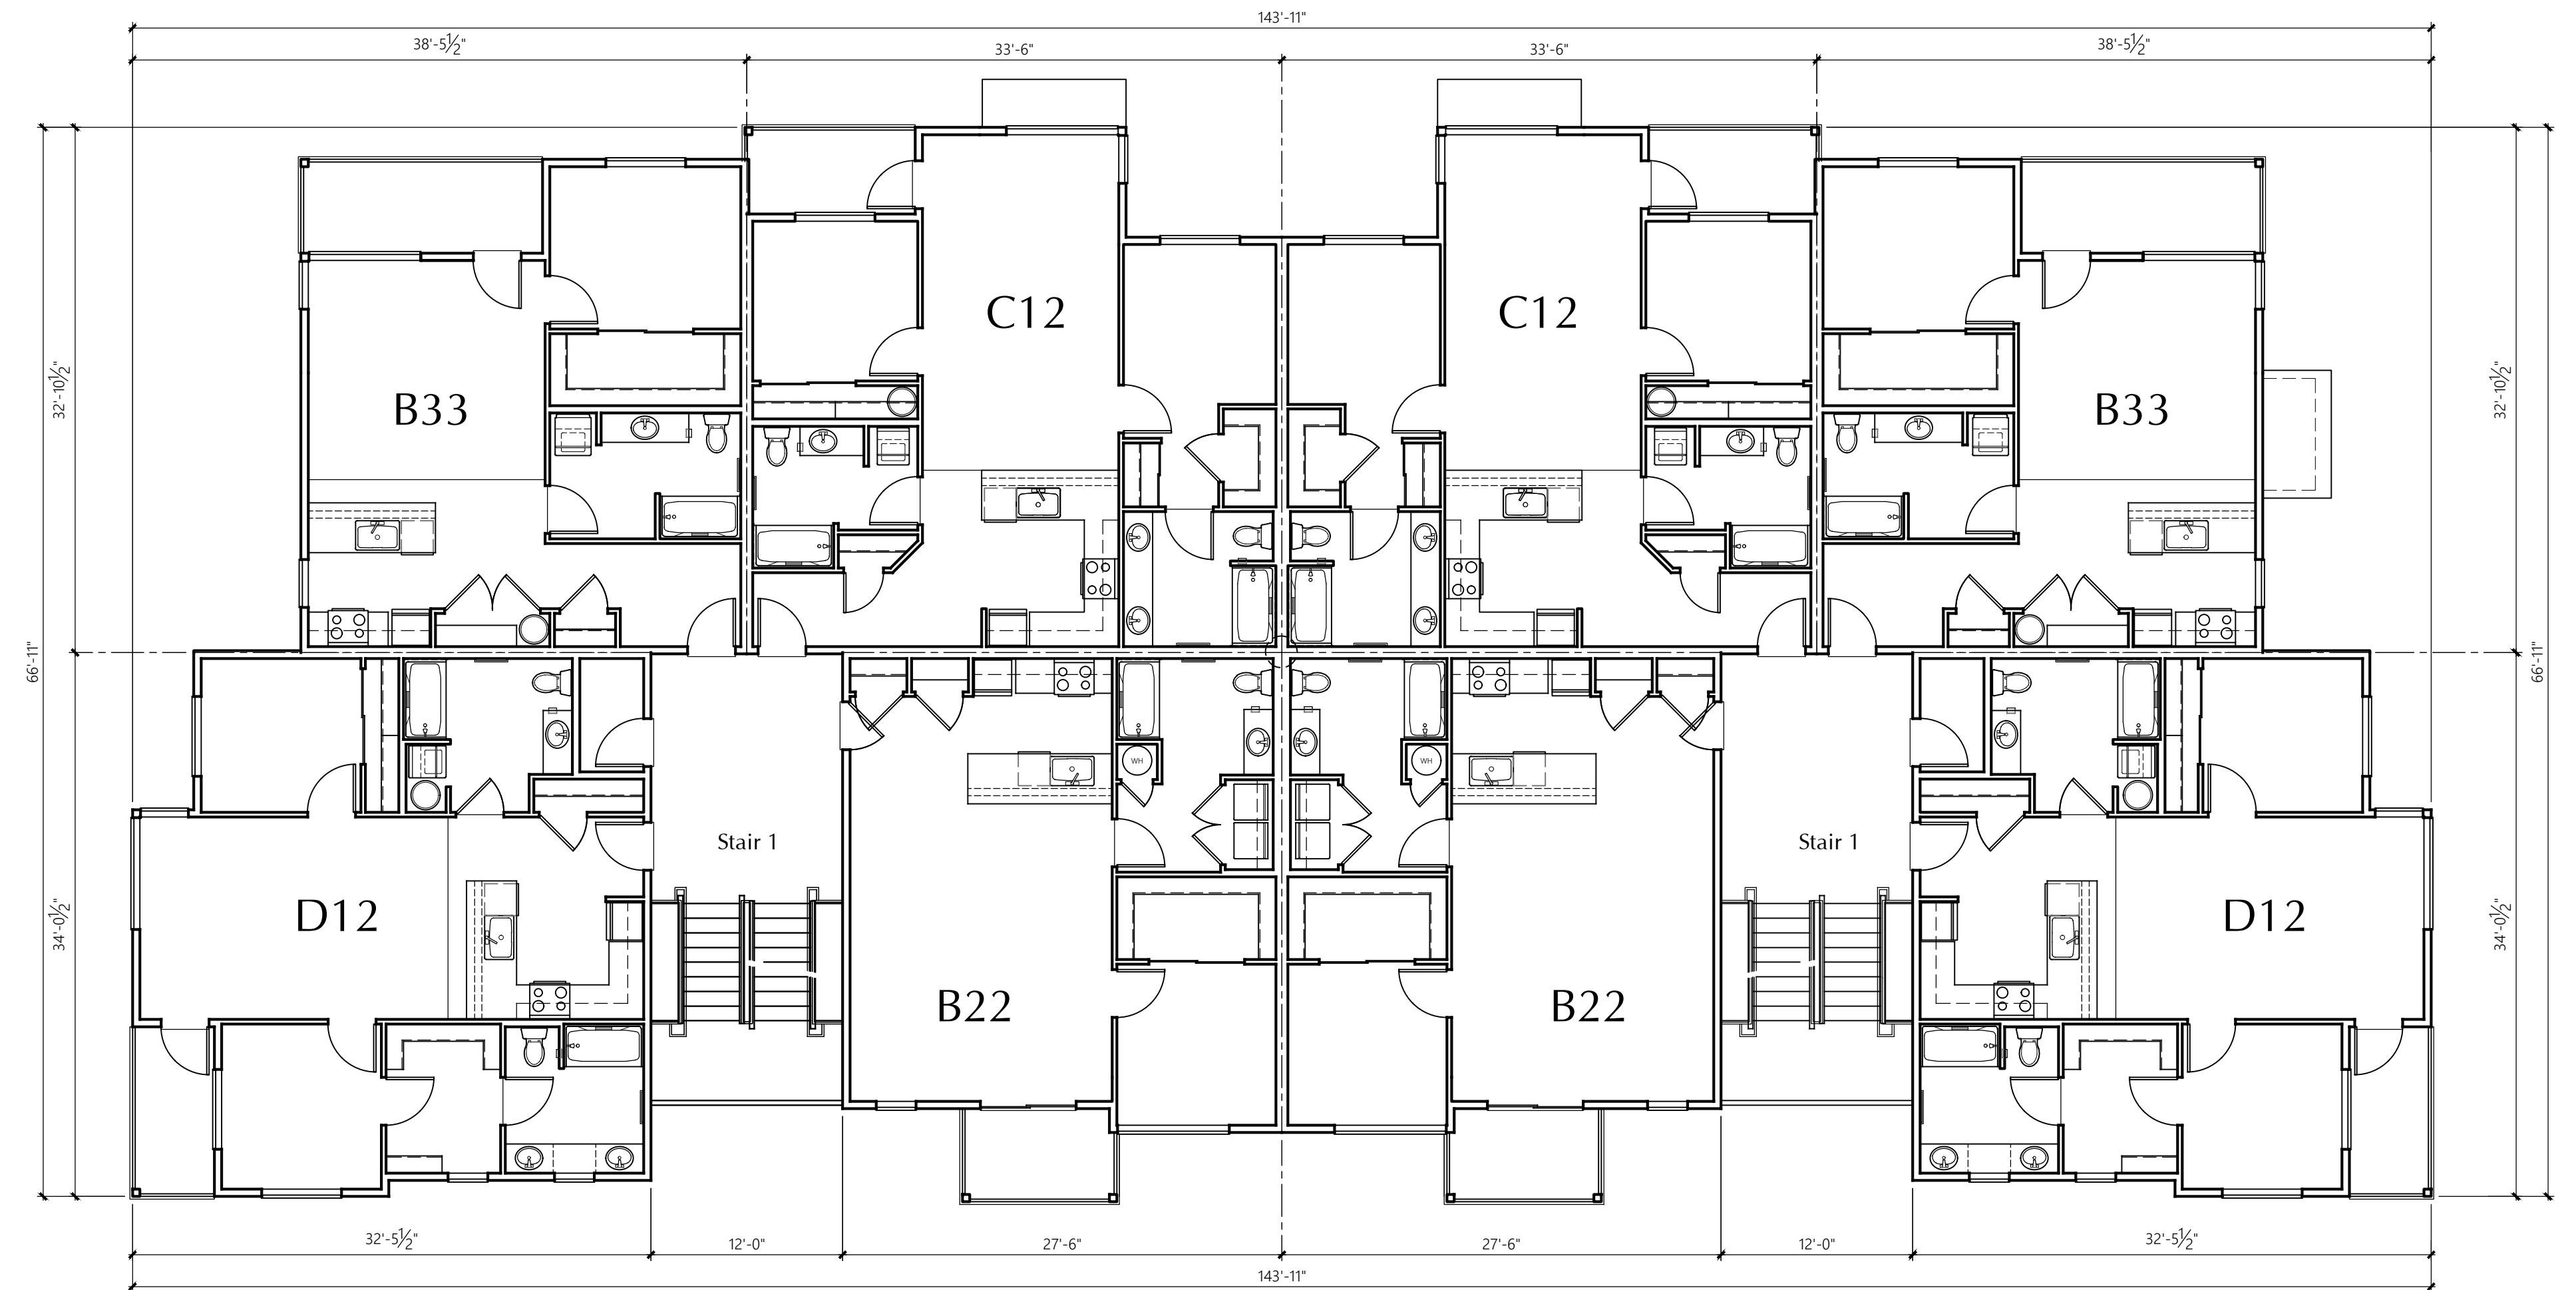 143'-11"
38'-5½" 33'-6" 33'-6" 38'-5½"
C12 C12
B33 B33
32'-10½" 32'-10½"
66'-11" 66'-11"
WH WH
Stair 1 Stair 1
D12 D12
34'-0½" 34'-0½"
B22 B22
32'-5½" 12'-0" 27'-6" 27'-6" 12'-0" 32'-5½"
143'-11"